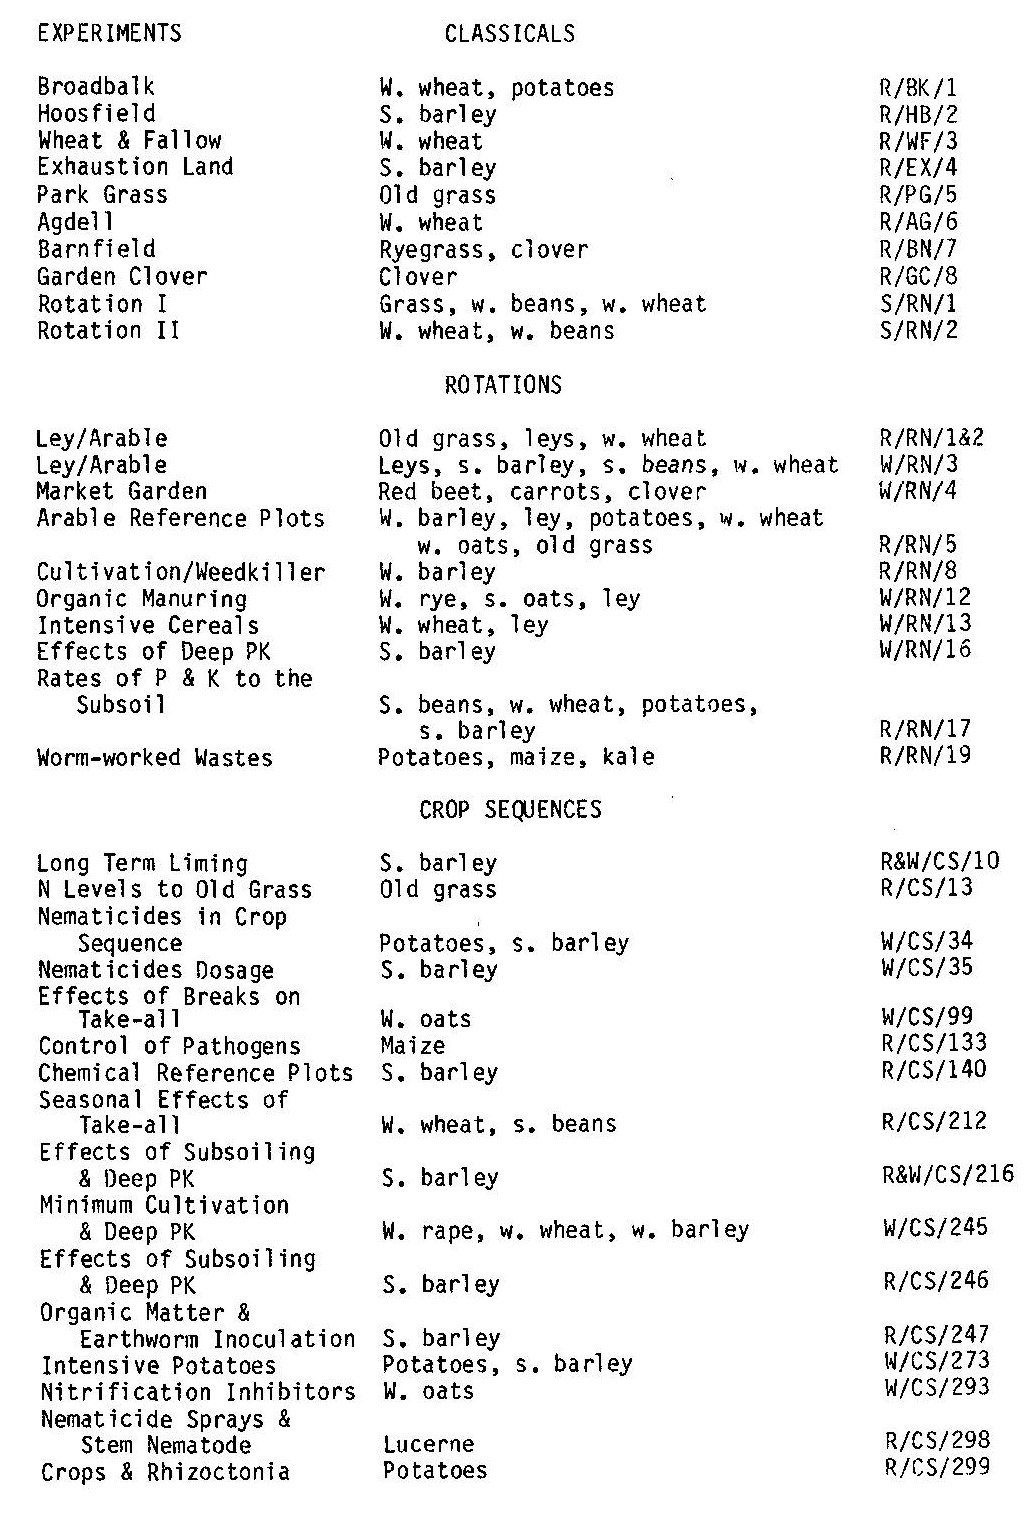 EXPERIMENTS CLASSICALS
Broadbalk W. wheat, potatoes R/BK/1
Hoosfield S. barley R/HB/2
Wheat & Fallow W. wheat R/WF/3
Exhaustion Land S. barley R/EX/4
Park Grass Old grass R/PG/5
Agdell W. wheat R/AG/6
Barnfield Ryegrass, clover R/BN/7
Garden Clover Clover R/GC/8
Rotation I Grass, w. beans, w. wheat S/RN/1
Rotation II W. wheat, w. beans S/RN/2
ROTATIONS
Ley/Arable Old grass, leys, w. wheat R/RN/1&2
Ley/Arable Leys, s. barley, s. beans, w. wheat W/RN/3
Market Garden Red beet, carrots, clover W/RN/4
Arable Reference Plots W. barley, ley, potatoes, w. wheat
w. oats, old grass R/RN/5
Cultivation/Weedkiller W. barley R/RN/8
Organic Manuring W. rye, s. oats, ley W/RN/12
Intensive Cereals W. wheat, ley W/RN/13
Effects of Deep PK S. barley W/RN/16
Rates of P & K to the
Subsoil S. beans, w. wheat, potatoes,
s. barley R/RN/17
Worm-worked Wastes Potatoes, maize, kale R/RN/19
CROP SEQUENCES
Long Term Liming S. barley R&W/CS/10
N Levels to Old Grass Old grass R/CS/13
Nematicides in Crop
Sequence Potatoes, s. barley W/CS/34
Nematicides Dosage S. barley W/CS/35
Effects of Breaks on
Take-all W. oats W/CS/99
Control of Pathogens Maize R/CS/133
Chemical Reference Plots S. barley R/CS/140
Seasonal Effects of
Take-all W. wheat, s. beans R/CS/212
Effects of Subsoiling
& Deep PK S. barley R&W/CS/216
Minimum Cultivation
& Deep PK W. rape, w. wheat, w. barley W/CS/245
Effects of Subsoiling
& Deep PK S. barley R/CS/246
Organic Matter &
Earthworm Inoculation S. barley R/CS/247
Intensive Potatoes Potatoes, s. barley W/CS/273
Nitrification Inhibitors W. oats W/CS/293
Nematicide Sprays &
Stem Nematode Lucerne R/CS/298
Crops & Rhizoctonia Potatoes R/CS/299